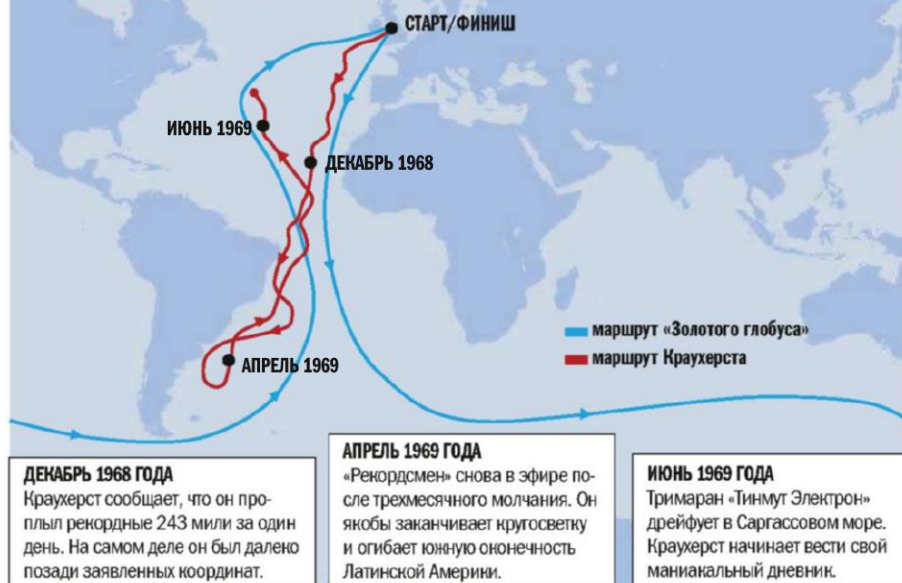 СТАРТ/ФИНИШ
ИЮНЬ 1969
ДЕКАБРЬ 1968
маршрут «Золотого глобуса»
маршрут Краухерста
АПРЕЛЬ 1969
ДЕКАБРЬ 1968 ГОДА
Краухерст сообщает, что он про-
плыл рекордные 243 мили за один
день. На самом деле он был далеко
позади заявленных координат.
АПРЕЛЬ 1969 ГОДА
«Рекордсмен» снова в эфире по-
сле трехмесячного молчания. Он
якобы заканчивает кругосветку
и огибает южную оконечность
Латинской Америки.
ИЮНЬ 1969 ГОДА
Тримаран «Тинмут Электрон»
дрейфует в Саргассовом море.
Краухерст начинает вести свой
маниакальный дневник.